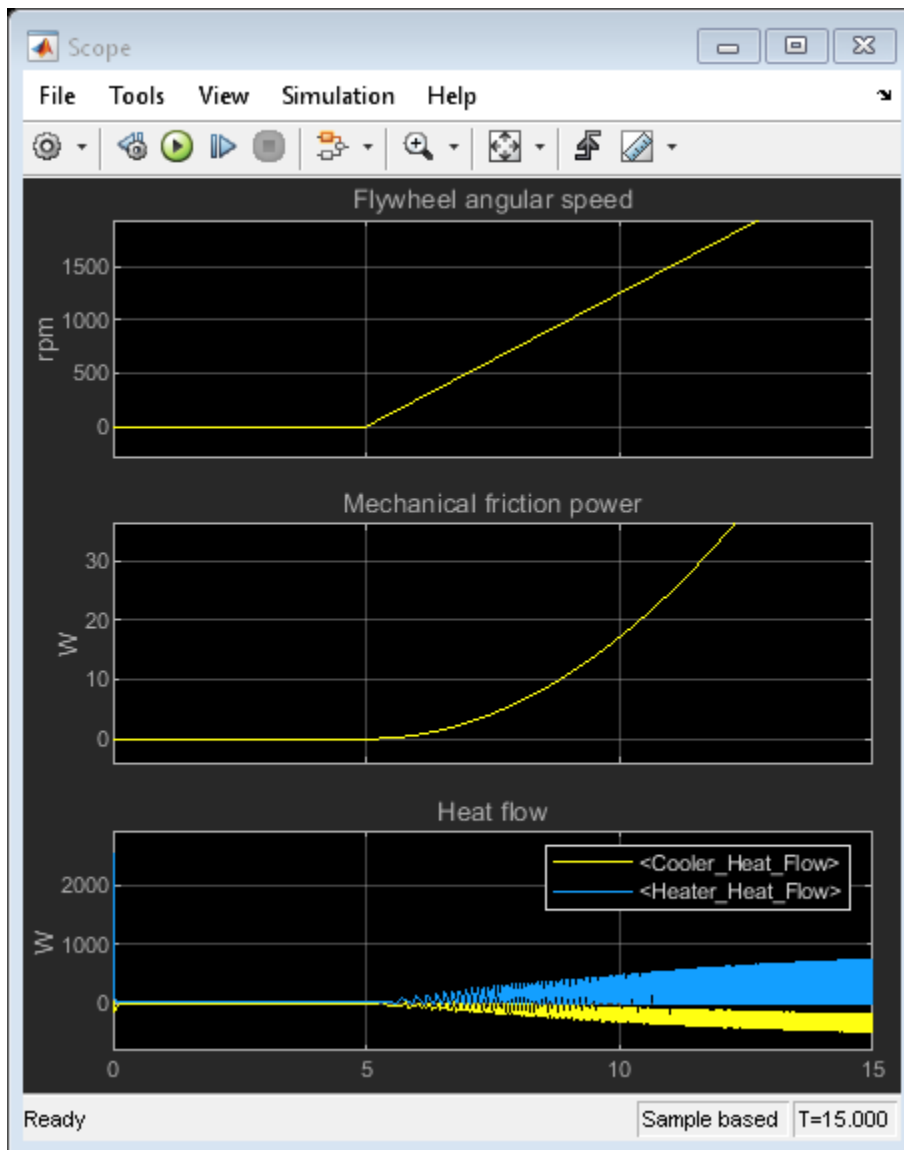 Scope
File Tools View Simulation Help
Flywheel angular speed
1500
1000
500
0
rpm
Mechanical friction power
30
20
10
0
W
Heat flow
<Cooler_Heat_Flow>
<Heater_Heat_Flow>
2000
1000
0
W
0 5 10 15
Ready Sample based T=15.000